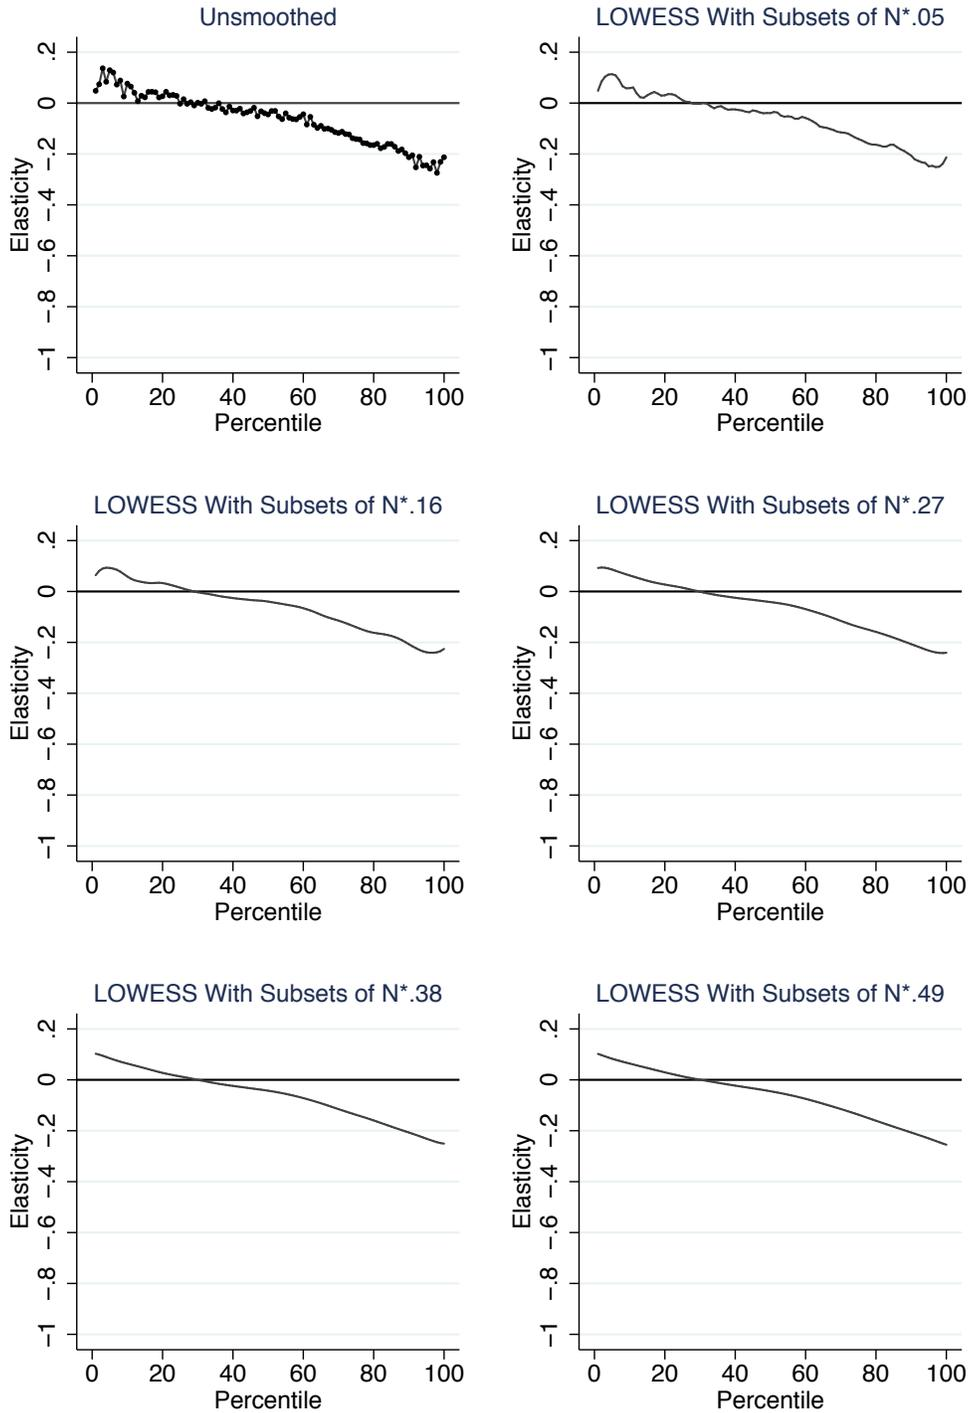 Unsmoothed
Elasticity
.2
0
−.2
−.4
−.6
−.8
−1
0 20 40 60 80 100
Percentile
LOWESS With Subsets of N*.05
Elasticity
.2
0
−.2
−.4
−.6
−.8
−1
0 20 40 60 80 100
Percentile
LOWESS With Subsets of N*.16
Elasticity
.2
0
−.2
−.4
−.6
−.8
−1
0 20 40 60 80 100
Percentile
LOWESS With Subsets of N*.27
Elasticity
.2
0
−.2
−.4
−.6
−.8
−1
0 20 40 60 80 100
Percentile
LOWESS With Subsets of N*.38
Elasticity
.2
0
−.2
−.4
−.6
−.8
−1
0 20 40 60 80 100
Percentile
LOWESS With Subsets of N*.49
Elasticity
.2
0
−.2
−.4
−.6
−.8
−1
0 20 40 60 80 100
Percentile